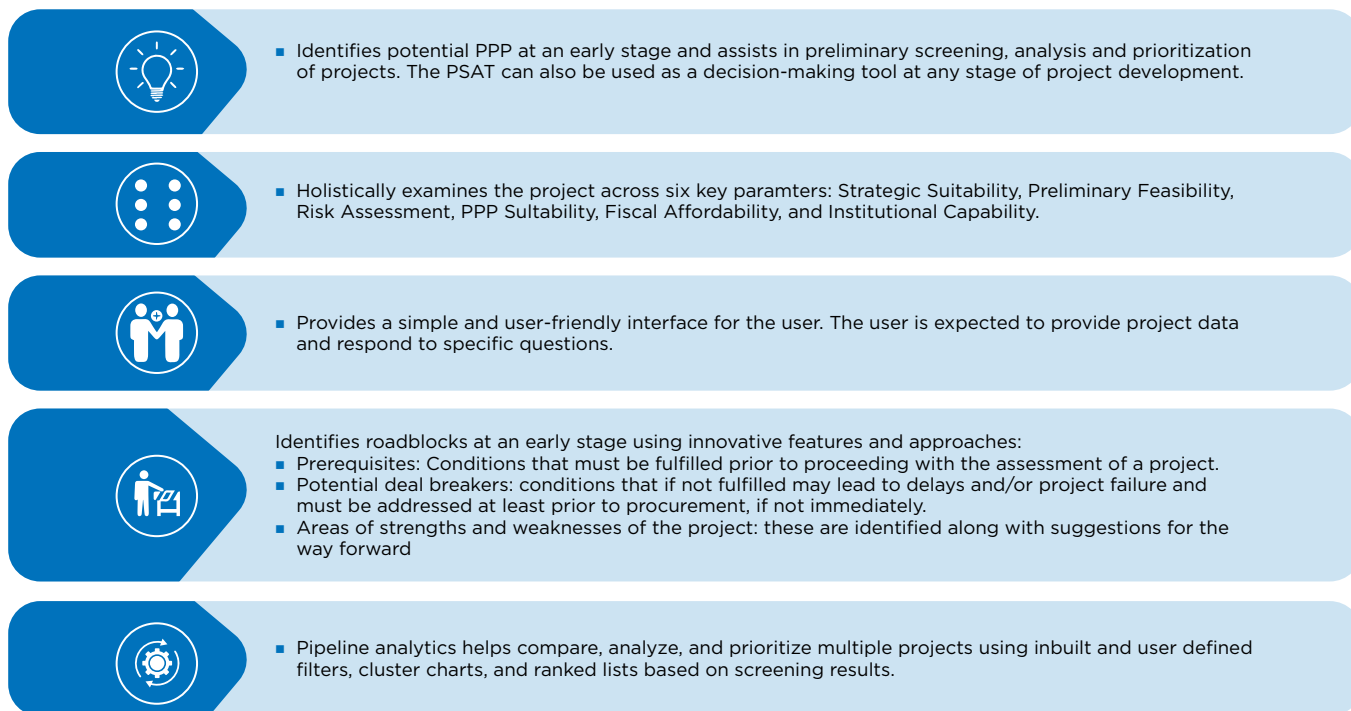 ▪ Identifies potential PPP at an early stage and assists in preliminary screening, analysis and prioritization
of projects. The PSAT can also be used as a decision-making tool at any stage of project development.
▪ Holistically examines the project across six key paramters: Strategic Suitability, Preliminary Feasibility,
Risk Assessment, PPP Sultability, Fiscal Affordability, and Institutional Capability.
▪ Provides a simple and user-friendly interface for the user. The user is expected to provide project data
and respond to specific questions.
Identifies roadblocks at an early stage using innovative features and approaches:
▪ Prerequisites: Conditions that must be fulfilled prior to proceeding with the assessment of a project.
▪ Potential deal breakers: conditions that if not fulfilled may lead to delays and/or project failure and
must be addressed at least prior to procurement, if not immediately.
▪ Areas of strengths and weaknesses of the project: these are identified along with suggestions for the
way forward
▪ Pipeline analytics helps compare, analyze, and prioritize multiple projects using inbuilt and user defined
filters, cluster charts, and ranked lists based on screening results.